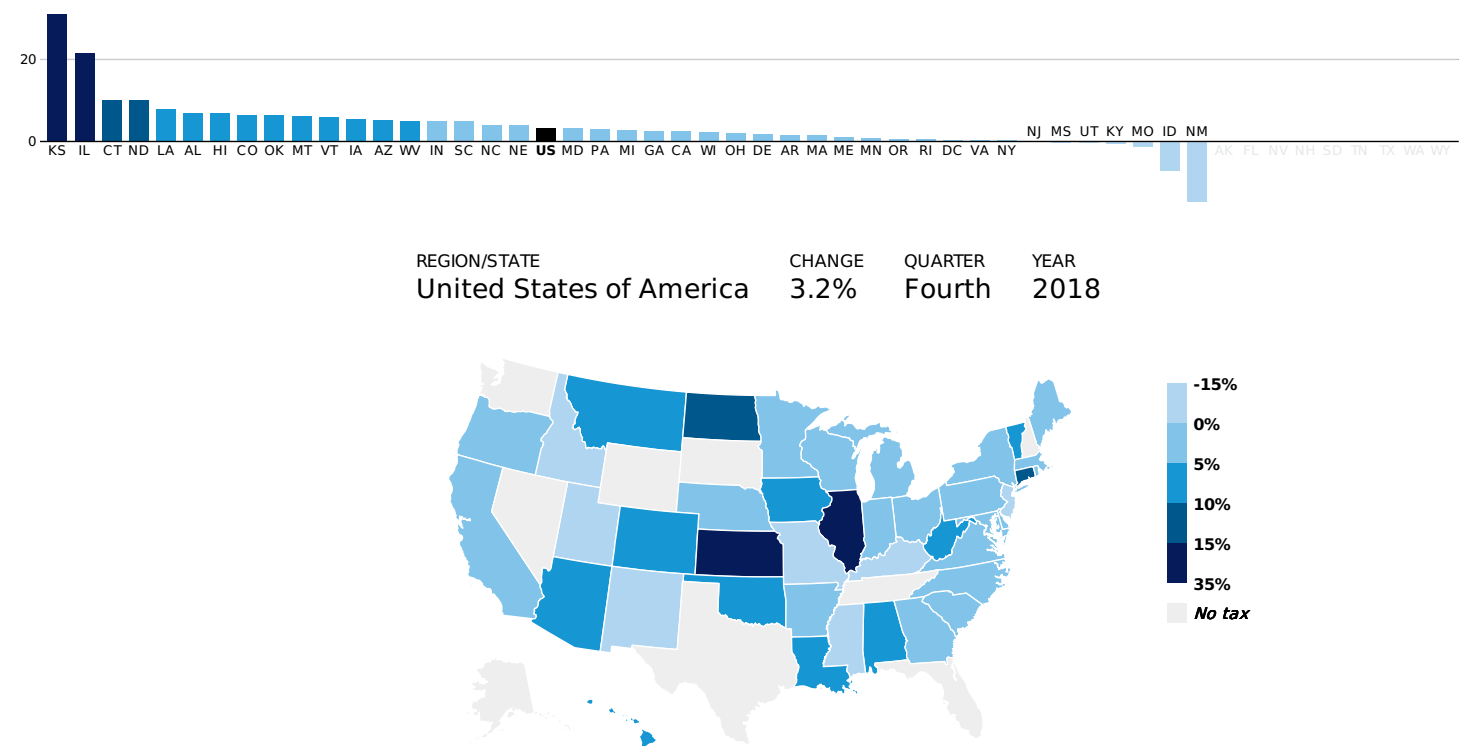 20
0
NJ MS UT KY MO ID NM
KS IL CT ND LA AL HI CO OK MT VT IA AZ WV IN SC NC NE US MD PA MI GA CA WI OH DE AR MA ME MN OR RI DC VA NY AK FL NV NH SD TN TX WA WY
REGION/STATE CHANGE QUARTER YEAR
United States of America 3.2% Fourth 2018
-15%
0%
5%
10%
15%
35%
No tax